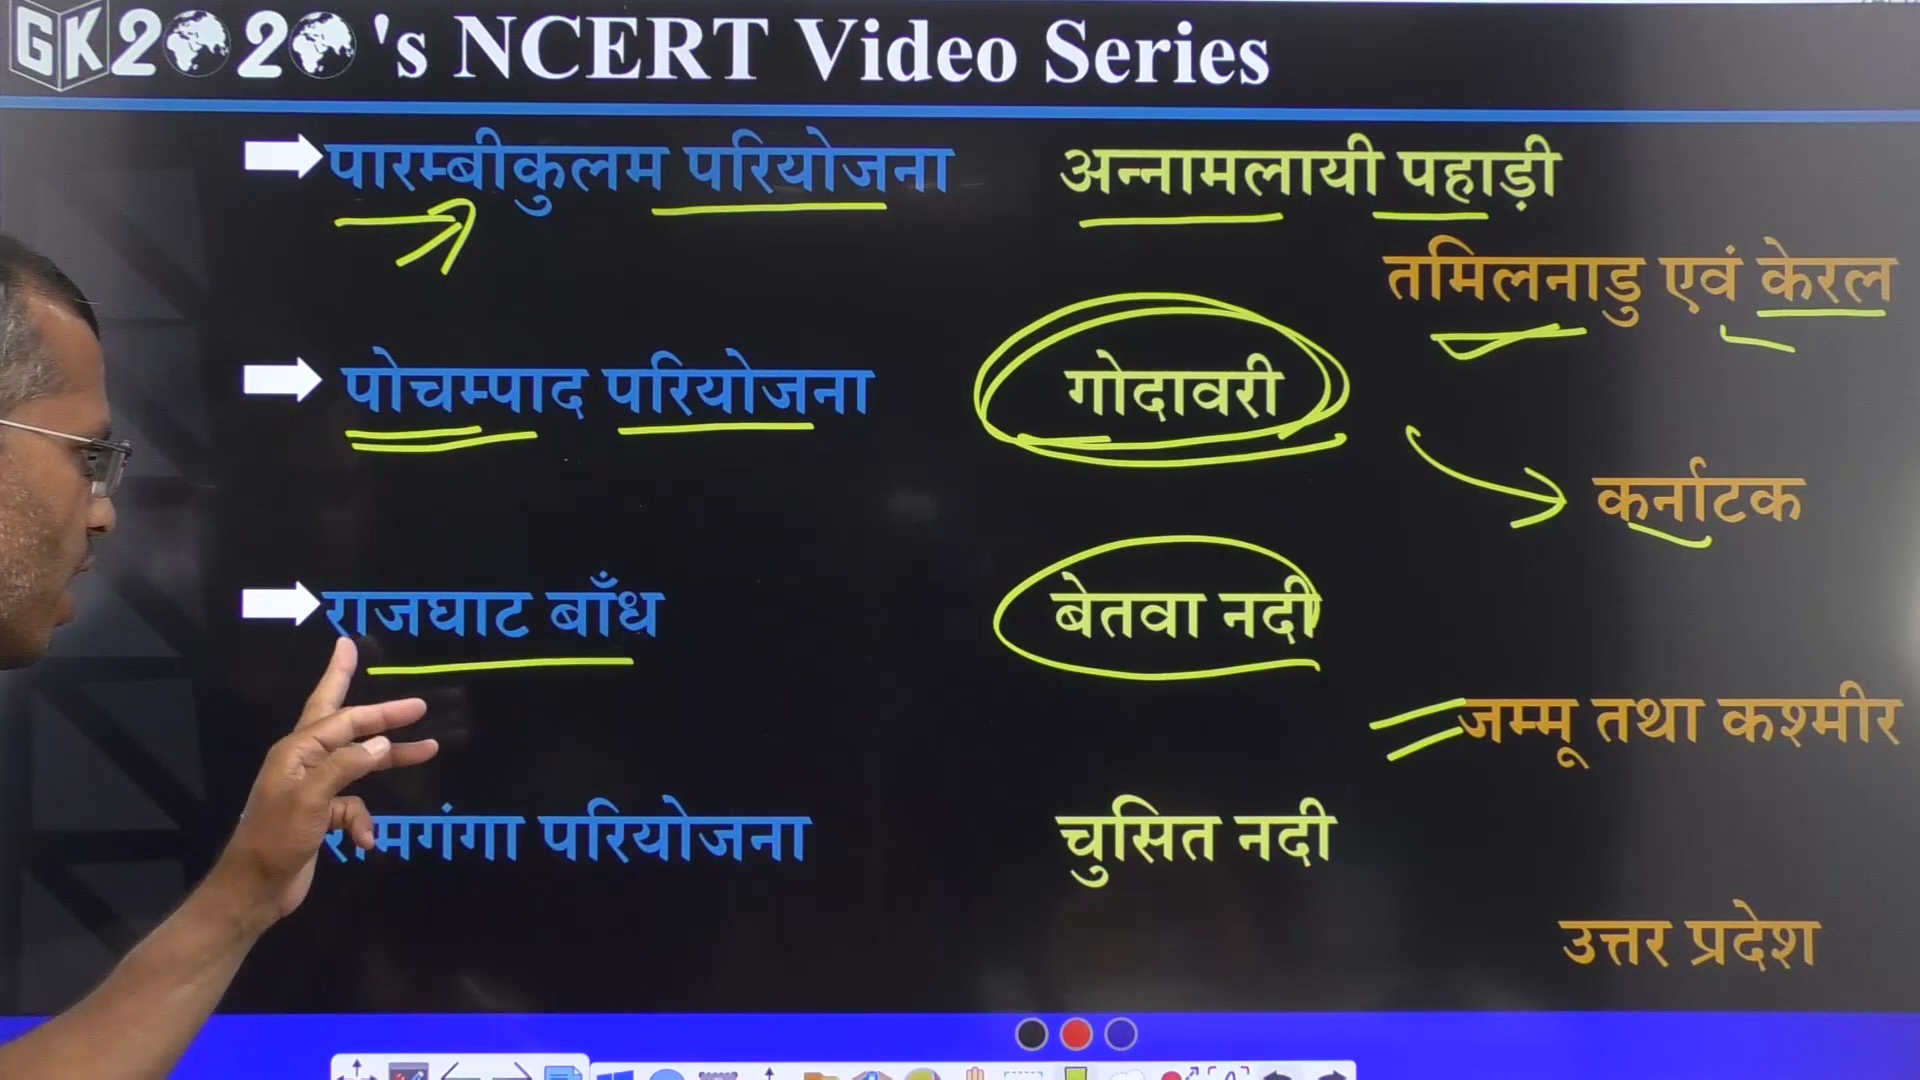 GK2020's NCERT Video Series
पारम्बीकुलम परियोजना अन्नामलायी पहाड़ी
तमिलनाडु एवं केरल
पोचम्पाद परियोजना गोदावरी
कर्नाटक
राजघाट बाँध बेतवा नदी
जम्मू तथा कश्मीर
रामगंगा परियोजना चुसित नदी
उत्तर प्रदेश